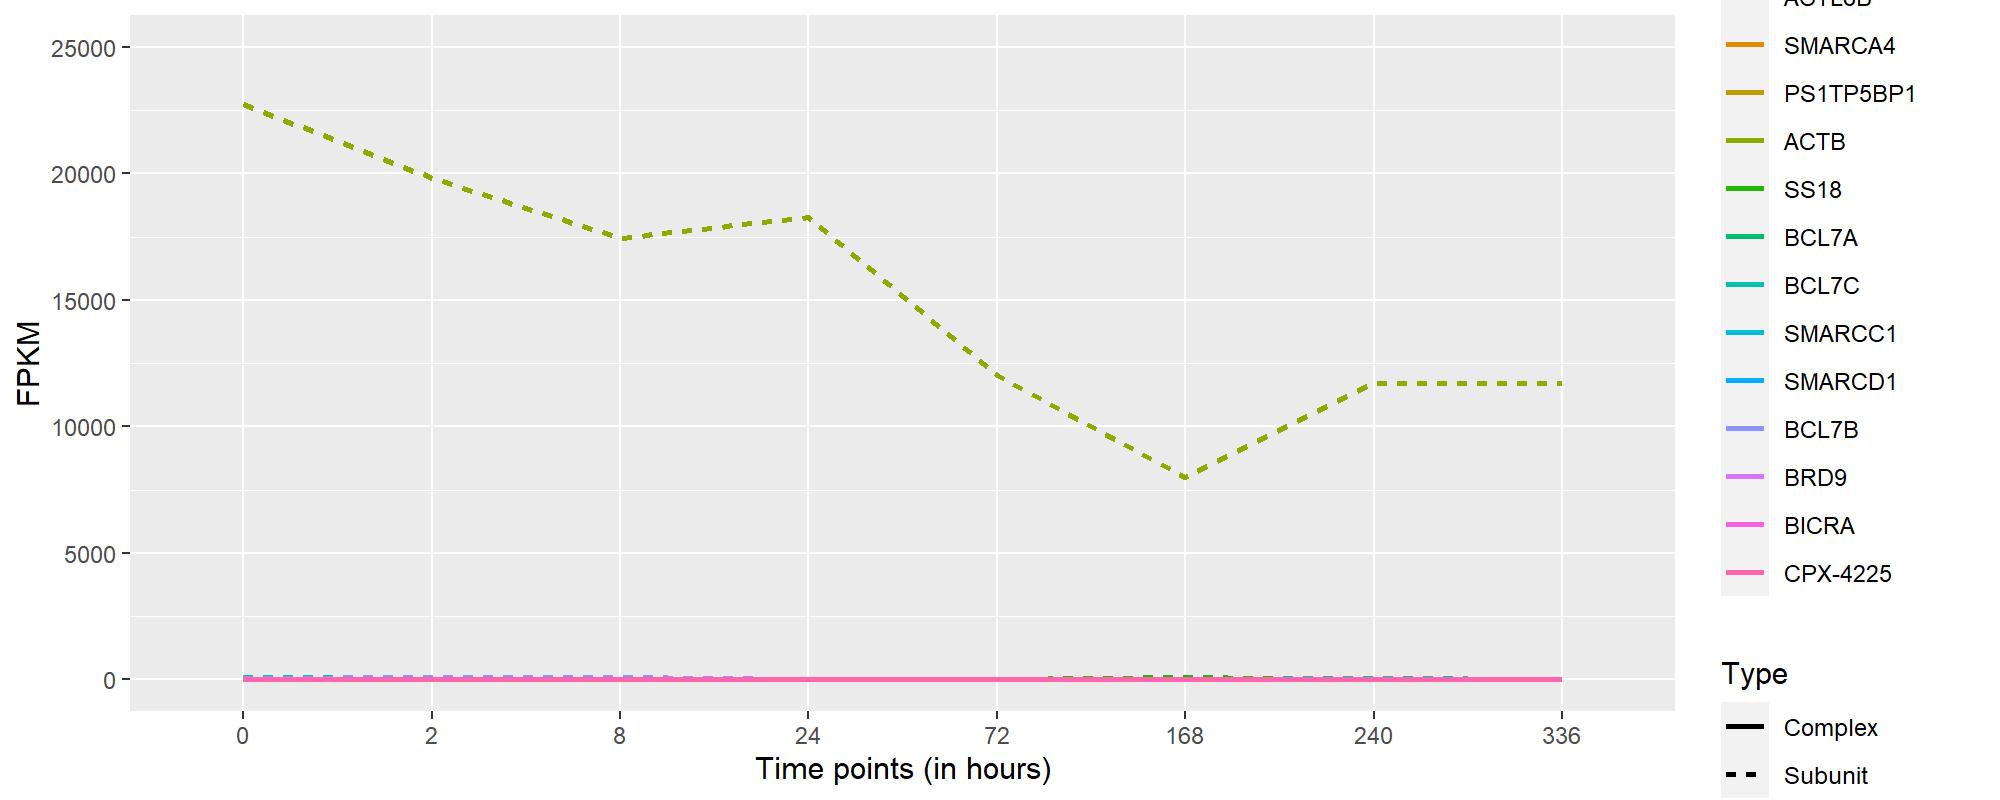 25000
20000
15000
10000
5000
0
FPKM
0 2 8 24 72 168 240 336
Time points (in hours)
SMARCA4
PS1TP5BP1
ACTB
SS18
BCL7A
BCL7C
SMARCC1
SMARCD1
BCL7B
BRD9
BICRA
CPX-4225
Type
Complex
Subunit